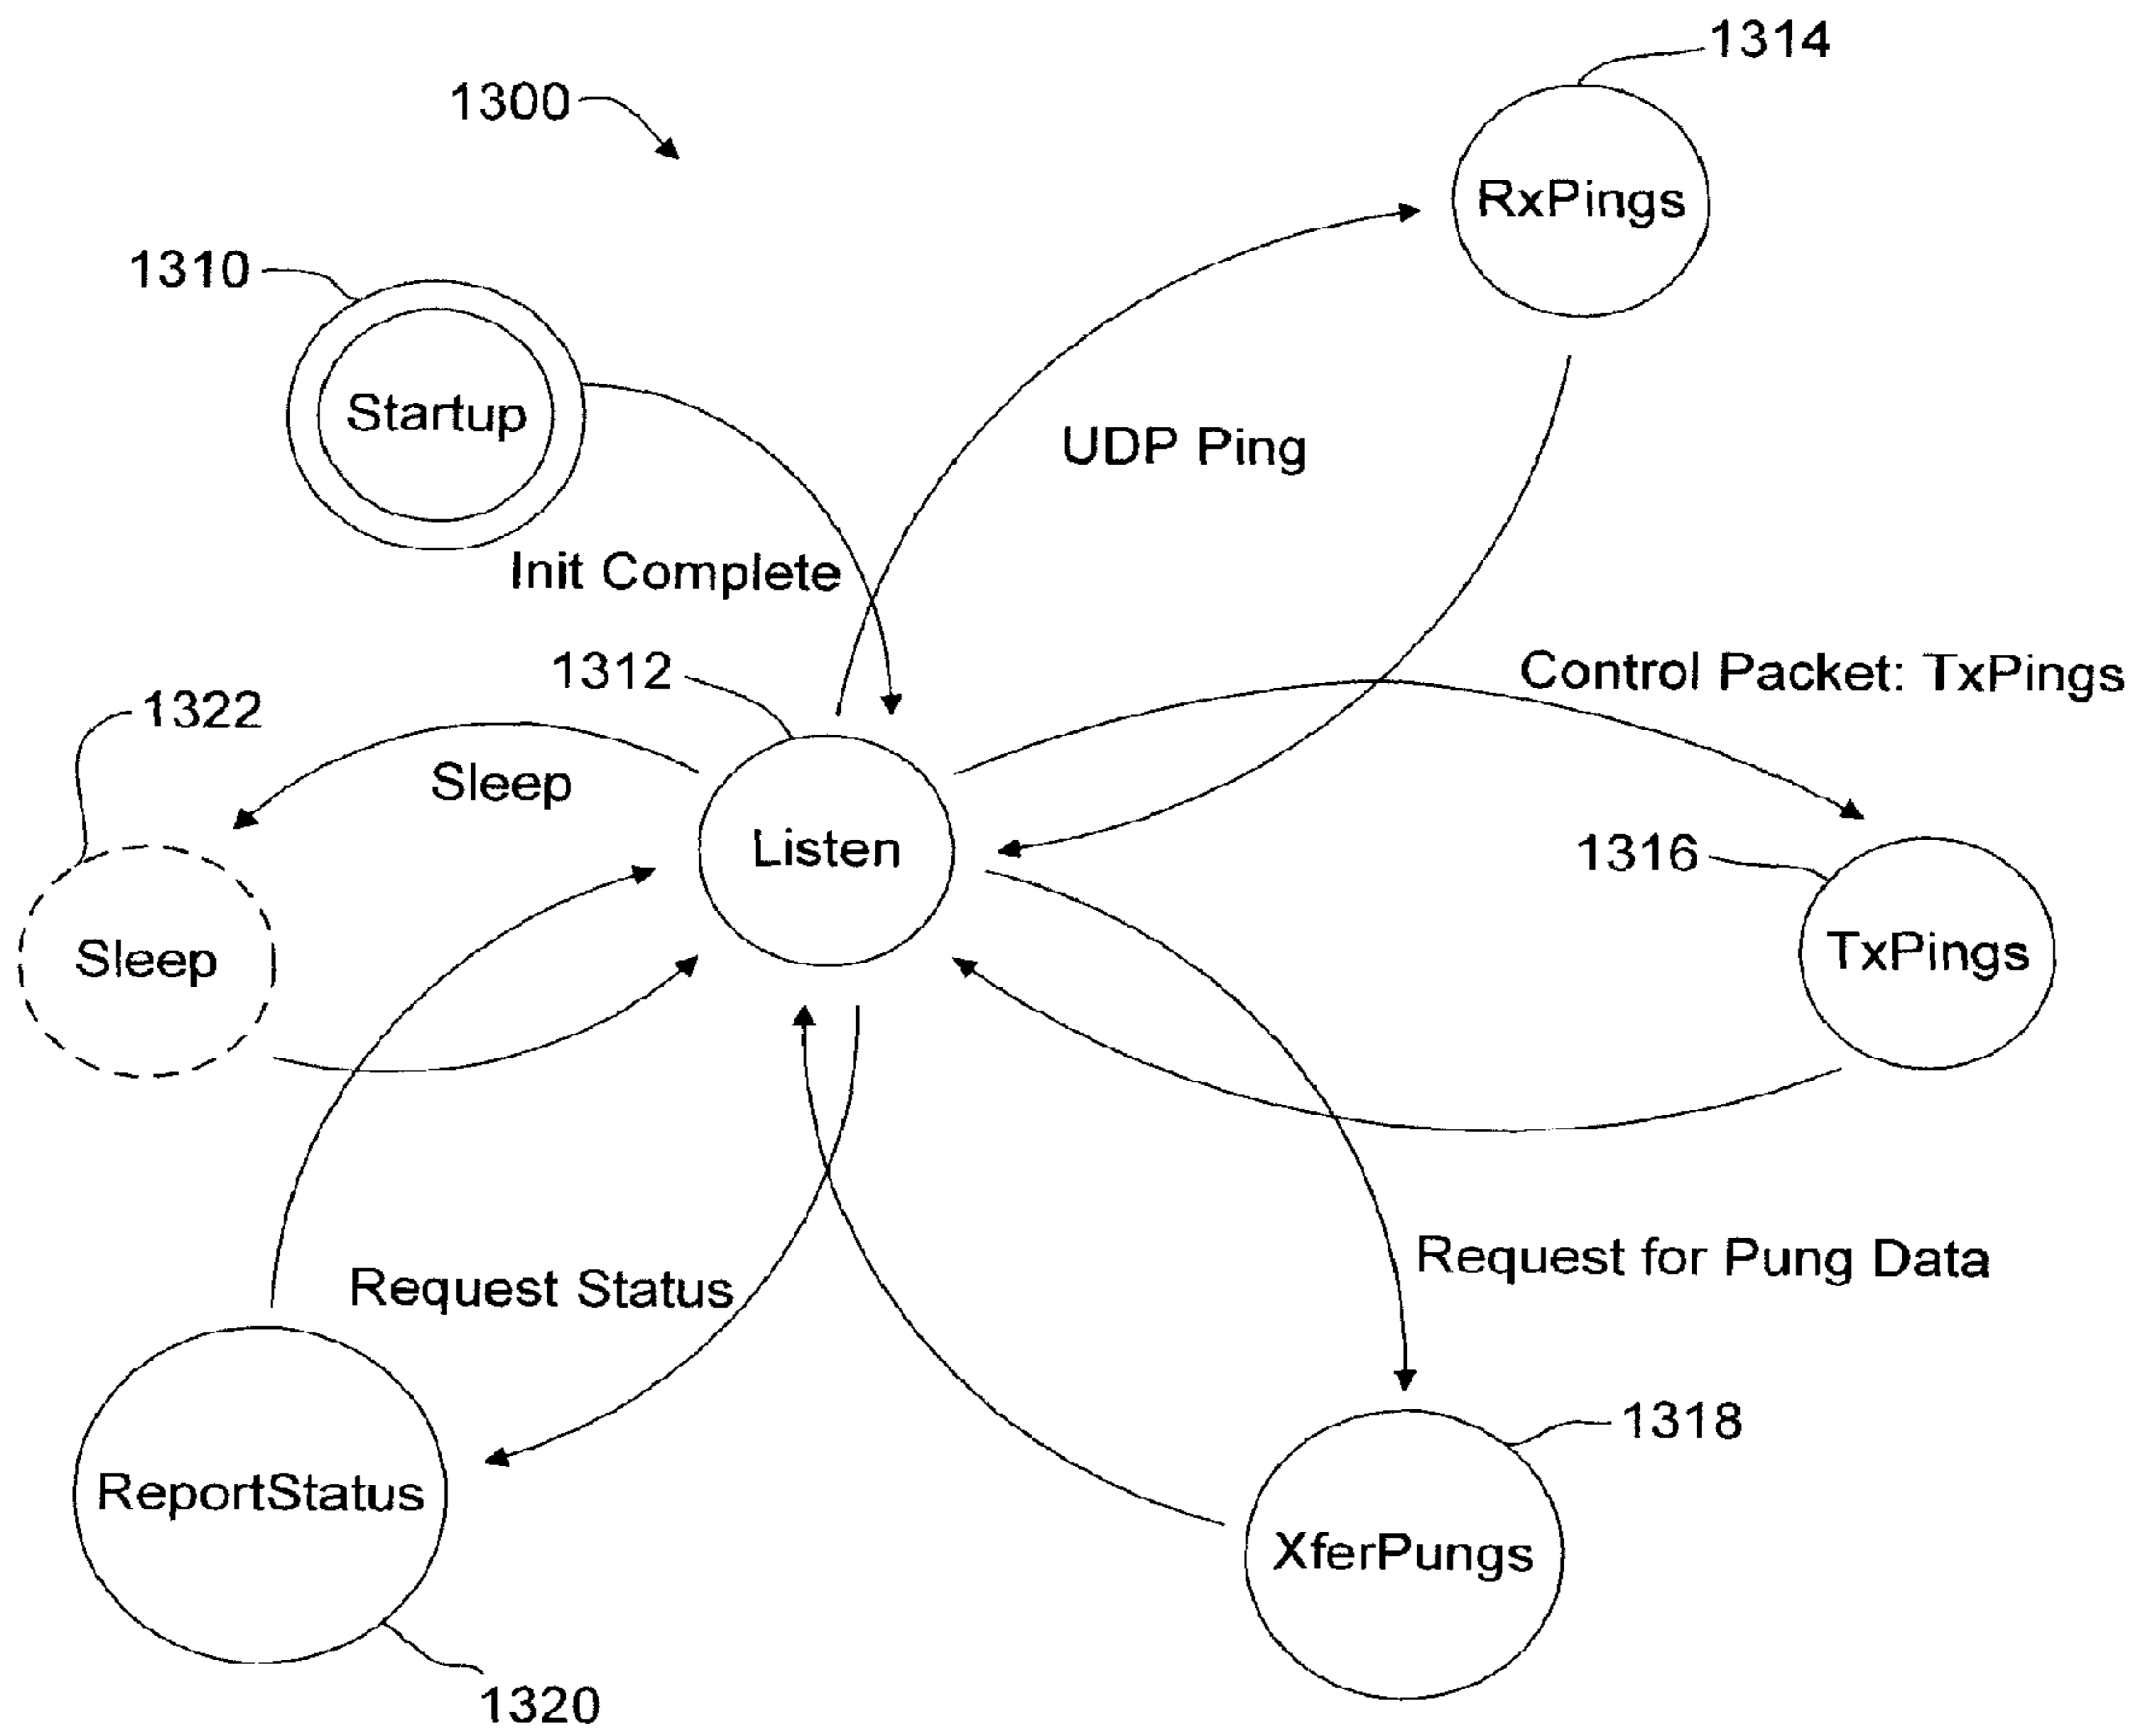 1314
1300
RxPings
1310
Startup
UDP Ping
Init Complete
1312
Control Packet: TxPings
1322
Sleep
Listen
1316
Sleep
TxPings
Request for Pung Data
Request Status
1318
ReportStatus
XferPungs
1320